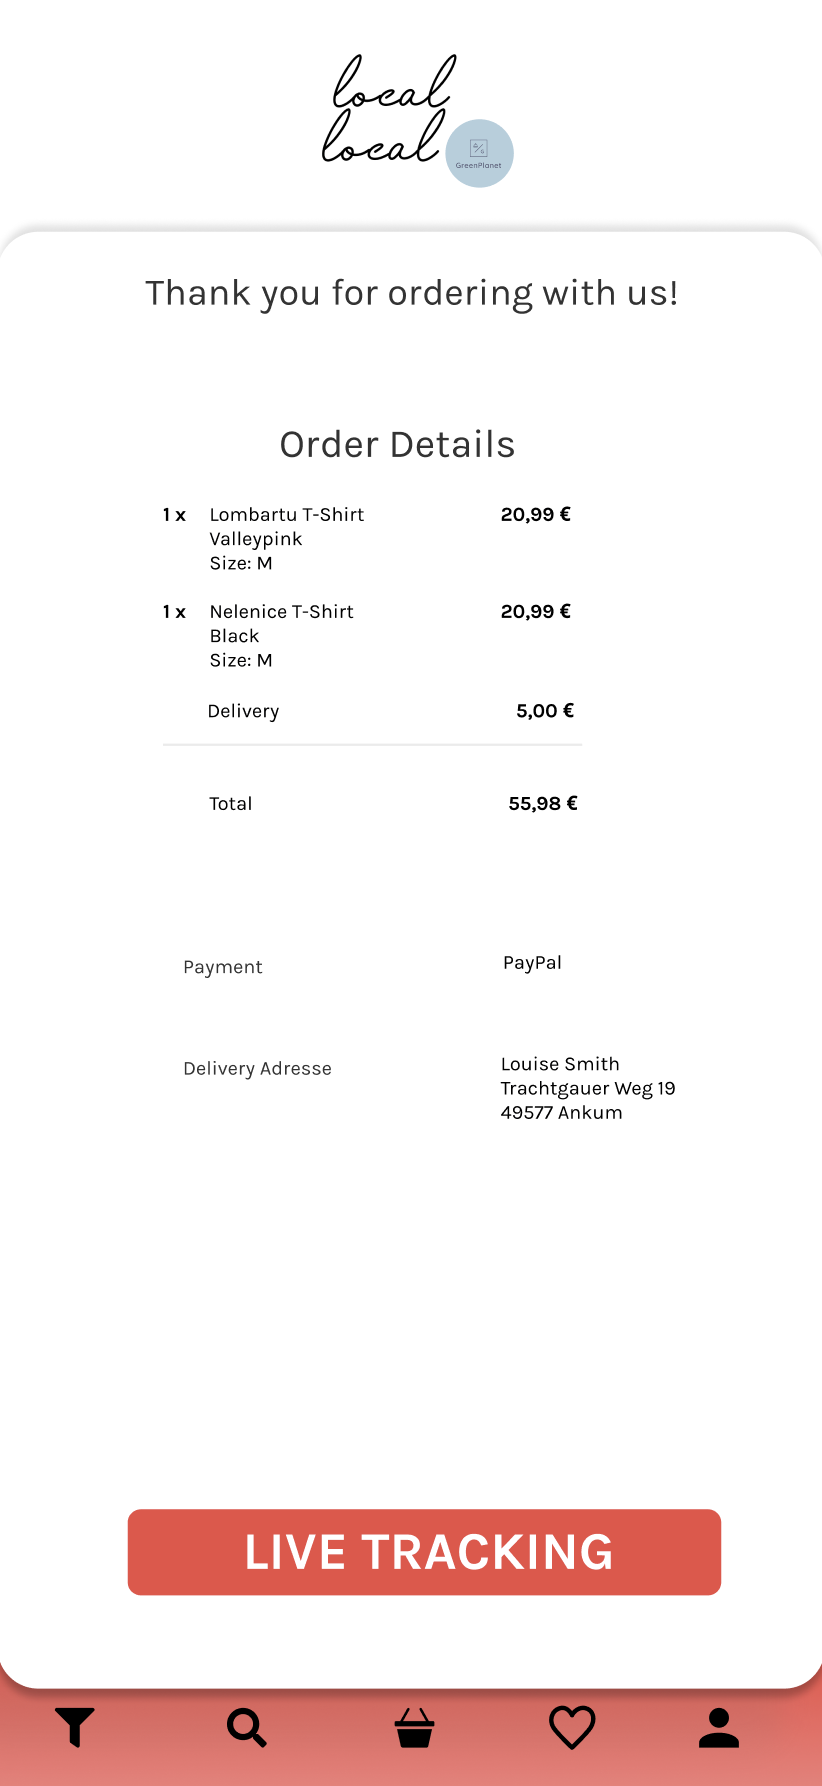 local
local
GreenPlanet
Thank you for ordering with us!
Order Details
1 x Lombartu T-Shirt 20,99 €
Valleypink
Size: M
1 x Nelenice T-Shirt 20,99 €
Black
Size: M
Delivery 5,00 €
Total 55,98 €
Payment PayPal
Delivery Adresse Louise Smith
Trachtgauer Weg 19
49577 Ankum
LIVE TRACKING